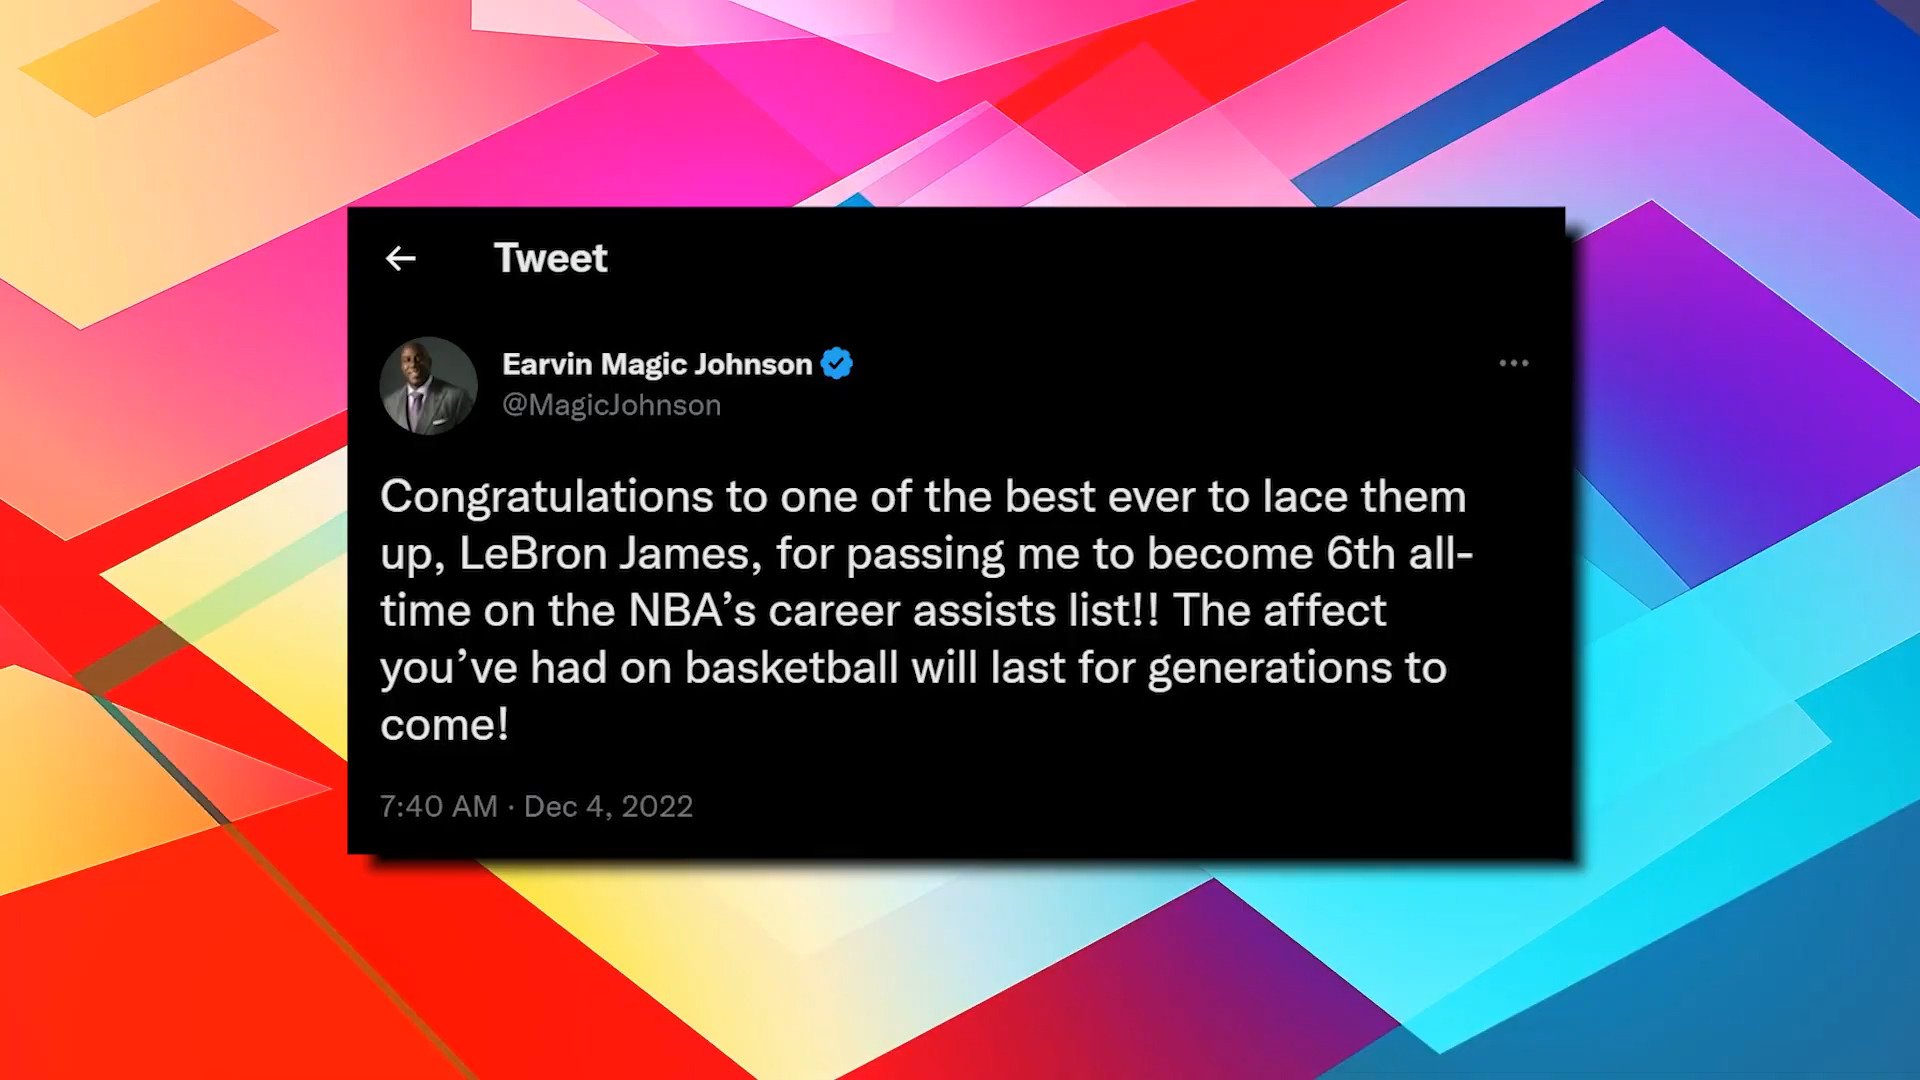 Tweet
Earvin Magic Johnson
@MagicJohnson
Congratulations to one of the best ever to lace them
up, LeBron James, for passing me to become 6th all-
time on the NBA’s career assists list!! The affect
you’ve had on basketball will last for generations to
come!
7:40 AM · Dec 4, 2022